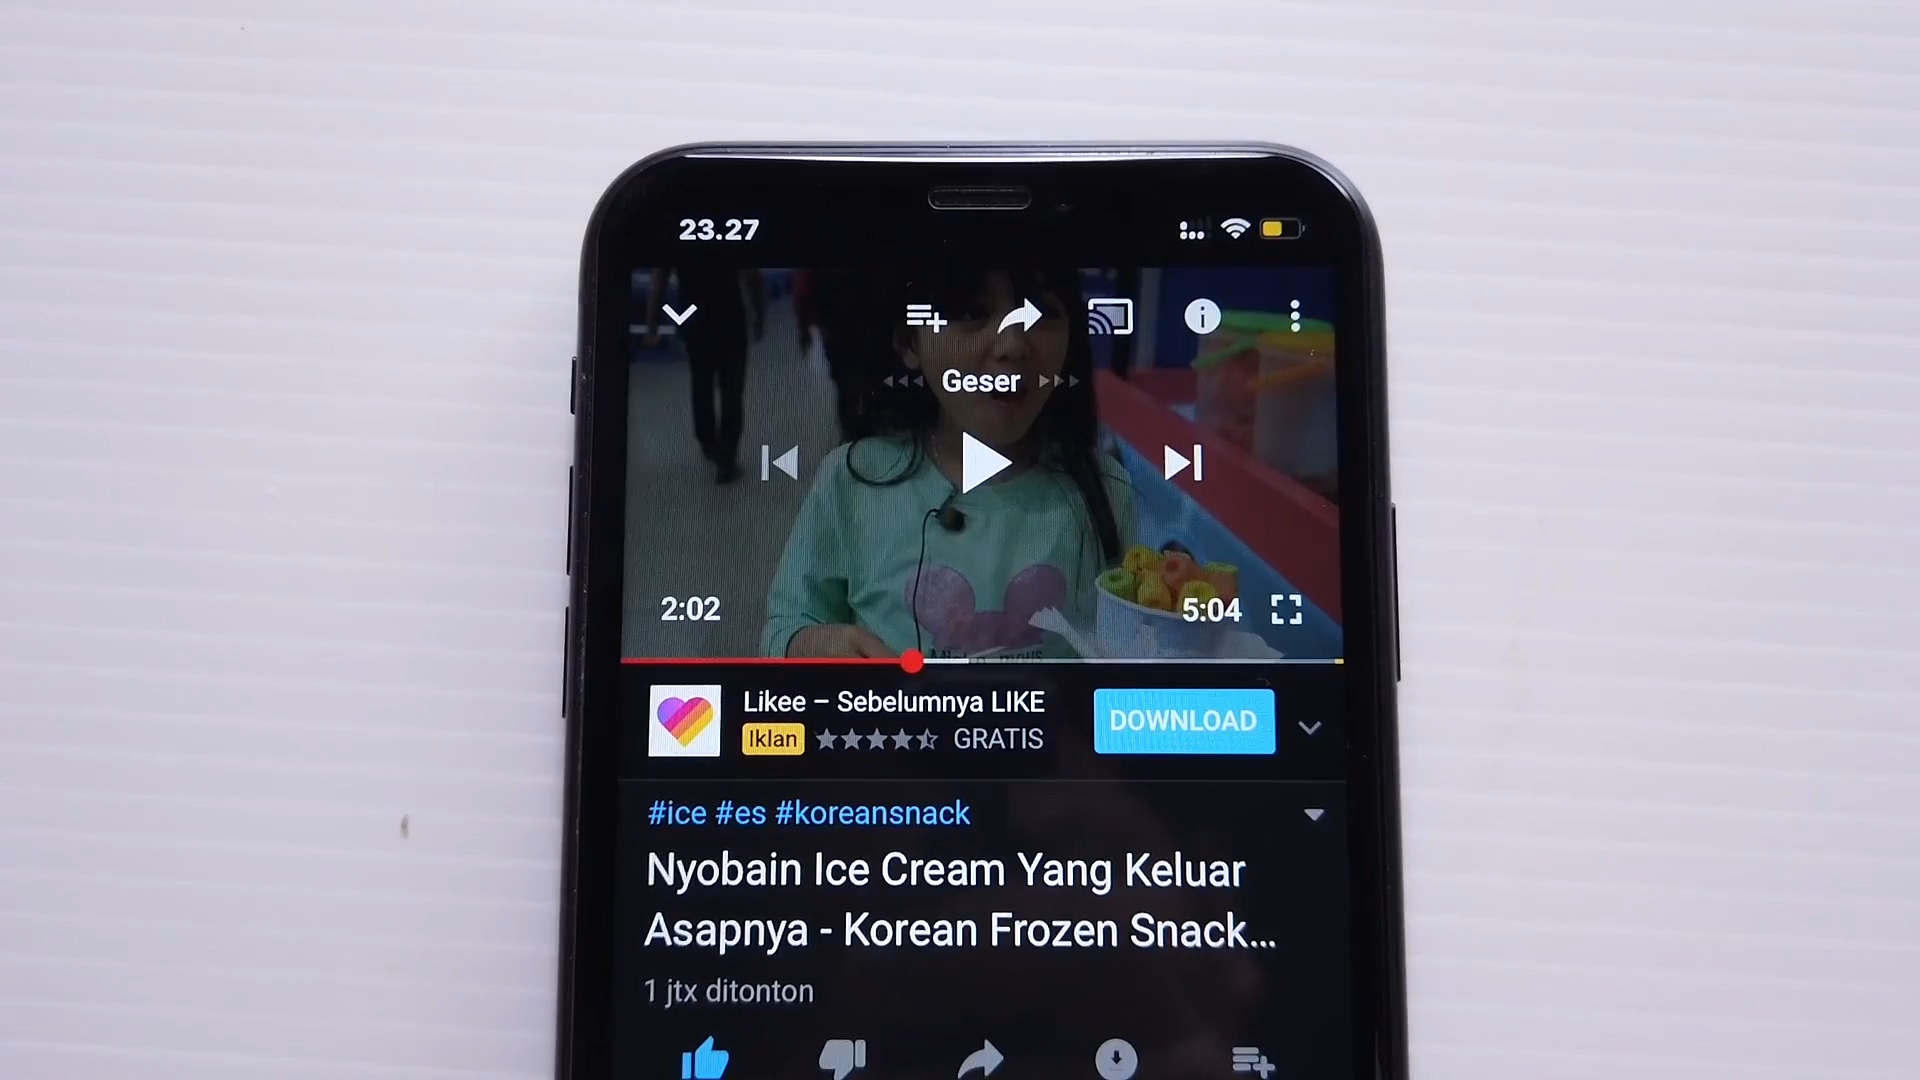 23.27
Geser
2:02
5:04
Likee – Sebelumnya LIKE
Iklan
GRATIS
DOWNLOAD
#ice #es #koreansnack
Nyobain Ice Cream Yang Keluar
Asapnya - Korean Frozen Snack...
1 jtx ditonton